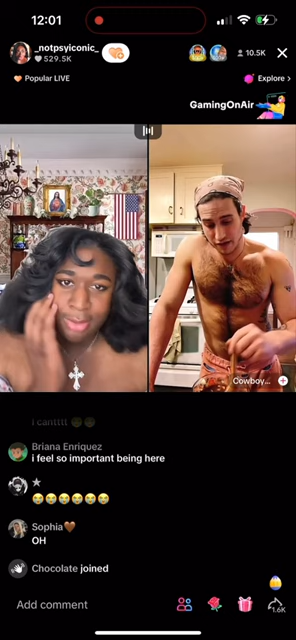 12:01
_notpsyiconic_
529.5K
10.5K
Popular LIVE
Explore >
GamingOnAir
Cowboy...
i cantttt
Briana Enriquez
i feel so important being here
Sophia
OH
Chocolate joined
Add comment
1.6K